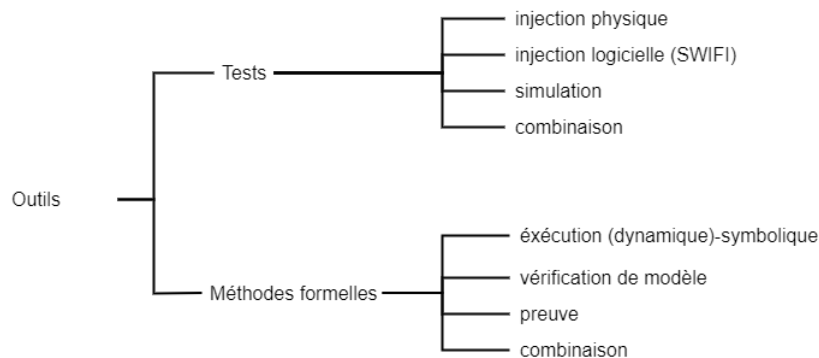 injection physique
injection logicielle (SWIFI)
Tests
simulation
combinaison
Outils
éxécution (dynamique)-symbolique
vérification de modèle
Méthodes formelles
preuve
combinaison